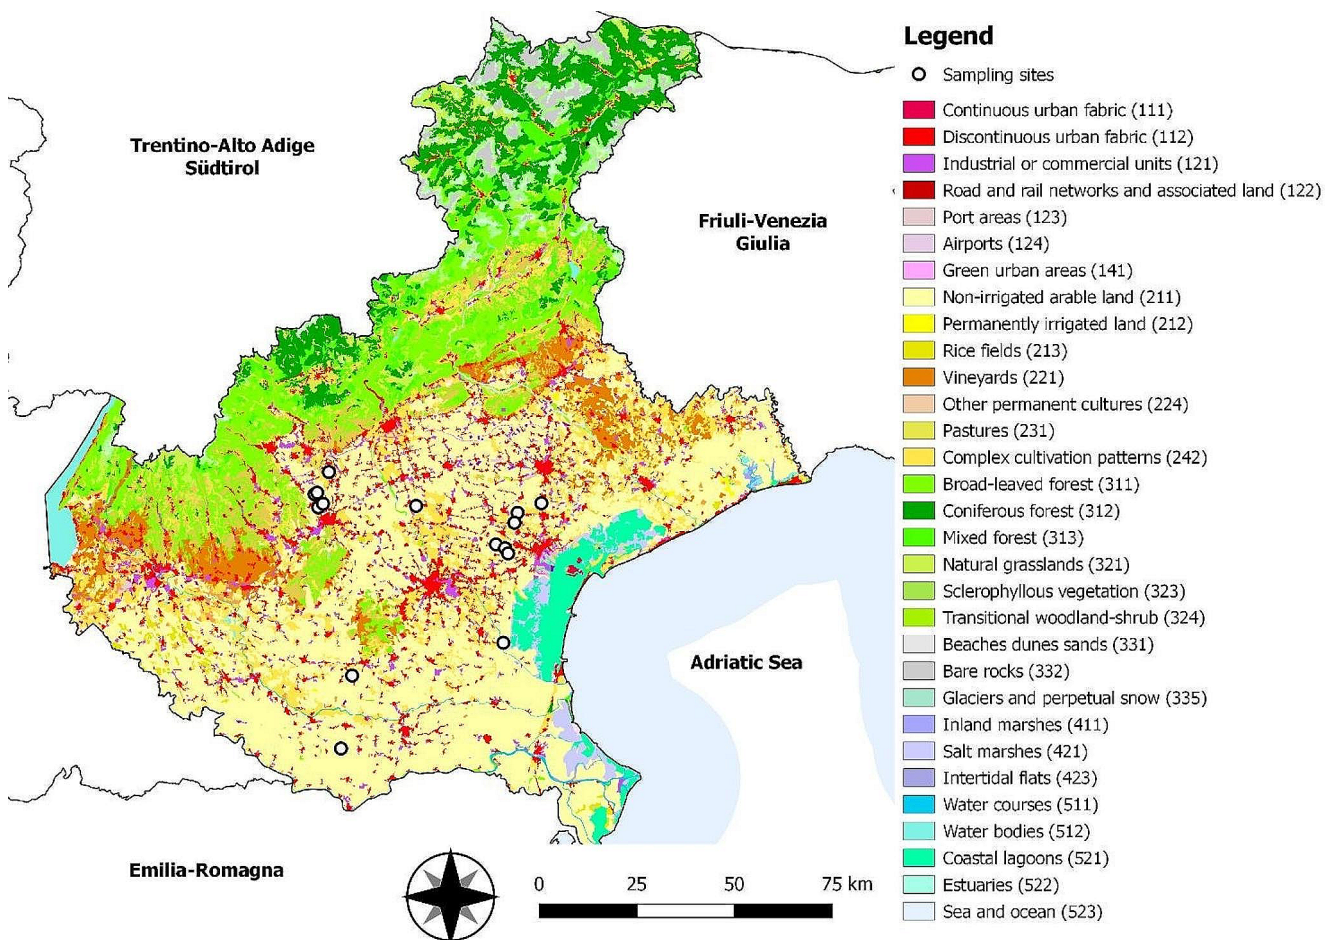 Trentino-Alto Adige
Südtirol
Friuli-Venezia
Giulia
Adriatic Sea
Emilia-Romagna
0 25 50 75 km
Legend
Sampling sites
Continuous urban fabric (111)
Discontinuous urban fabric (112)
Industrial or commercial units (121)
Road and rail networks and associated land (122)
Port areas (123)
Airports (124)
Green urban areas (141)
Non-irrigated arable land (211)
Permanently irrigated land (212)
Rice fields (213)
Vineyards (221)
Other permanent cultures (224)
Pastures (231)
Complex cultivation patterns (242)
Broad-leaved forest (311)
Coniferous forest (312)
Mixed forest (313)
Natural grasslands (321)
Sclerophyllous vegetation (323)
Transitional woodland-shrub (324)
Beaches dunes sands (331)
Bare rocks (332)
Glaciers and perpetual snow (335)
Inland marshes (411)
Salt marshes (421)
Intertidal flats (423)
Water courses (511)
Water bodies (512)
Coastal lagoons (521)
Estuaries (522)
Sea and ocean (523)